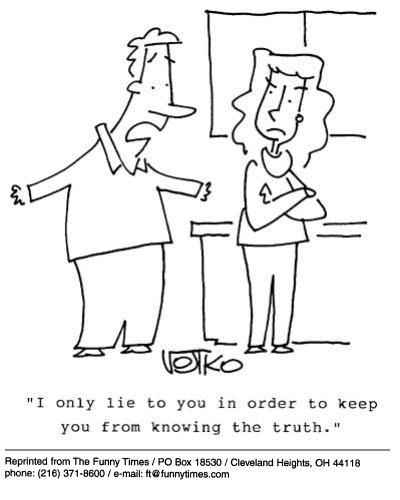 VOTKO
"I only lie to you in order to keep
you from knowing the truth."
Reprinted from The Funny Times / PO Box 18530 / Cleveland Heights, OH 44118
phone: (216) 371-8600 / e-mail: ft@funnytimes.com